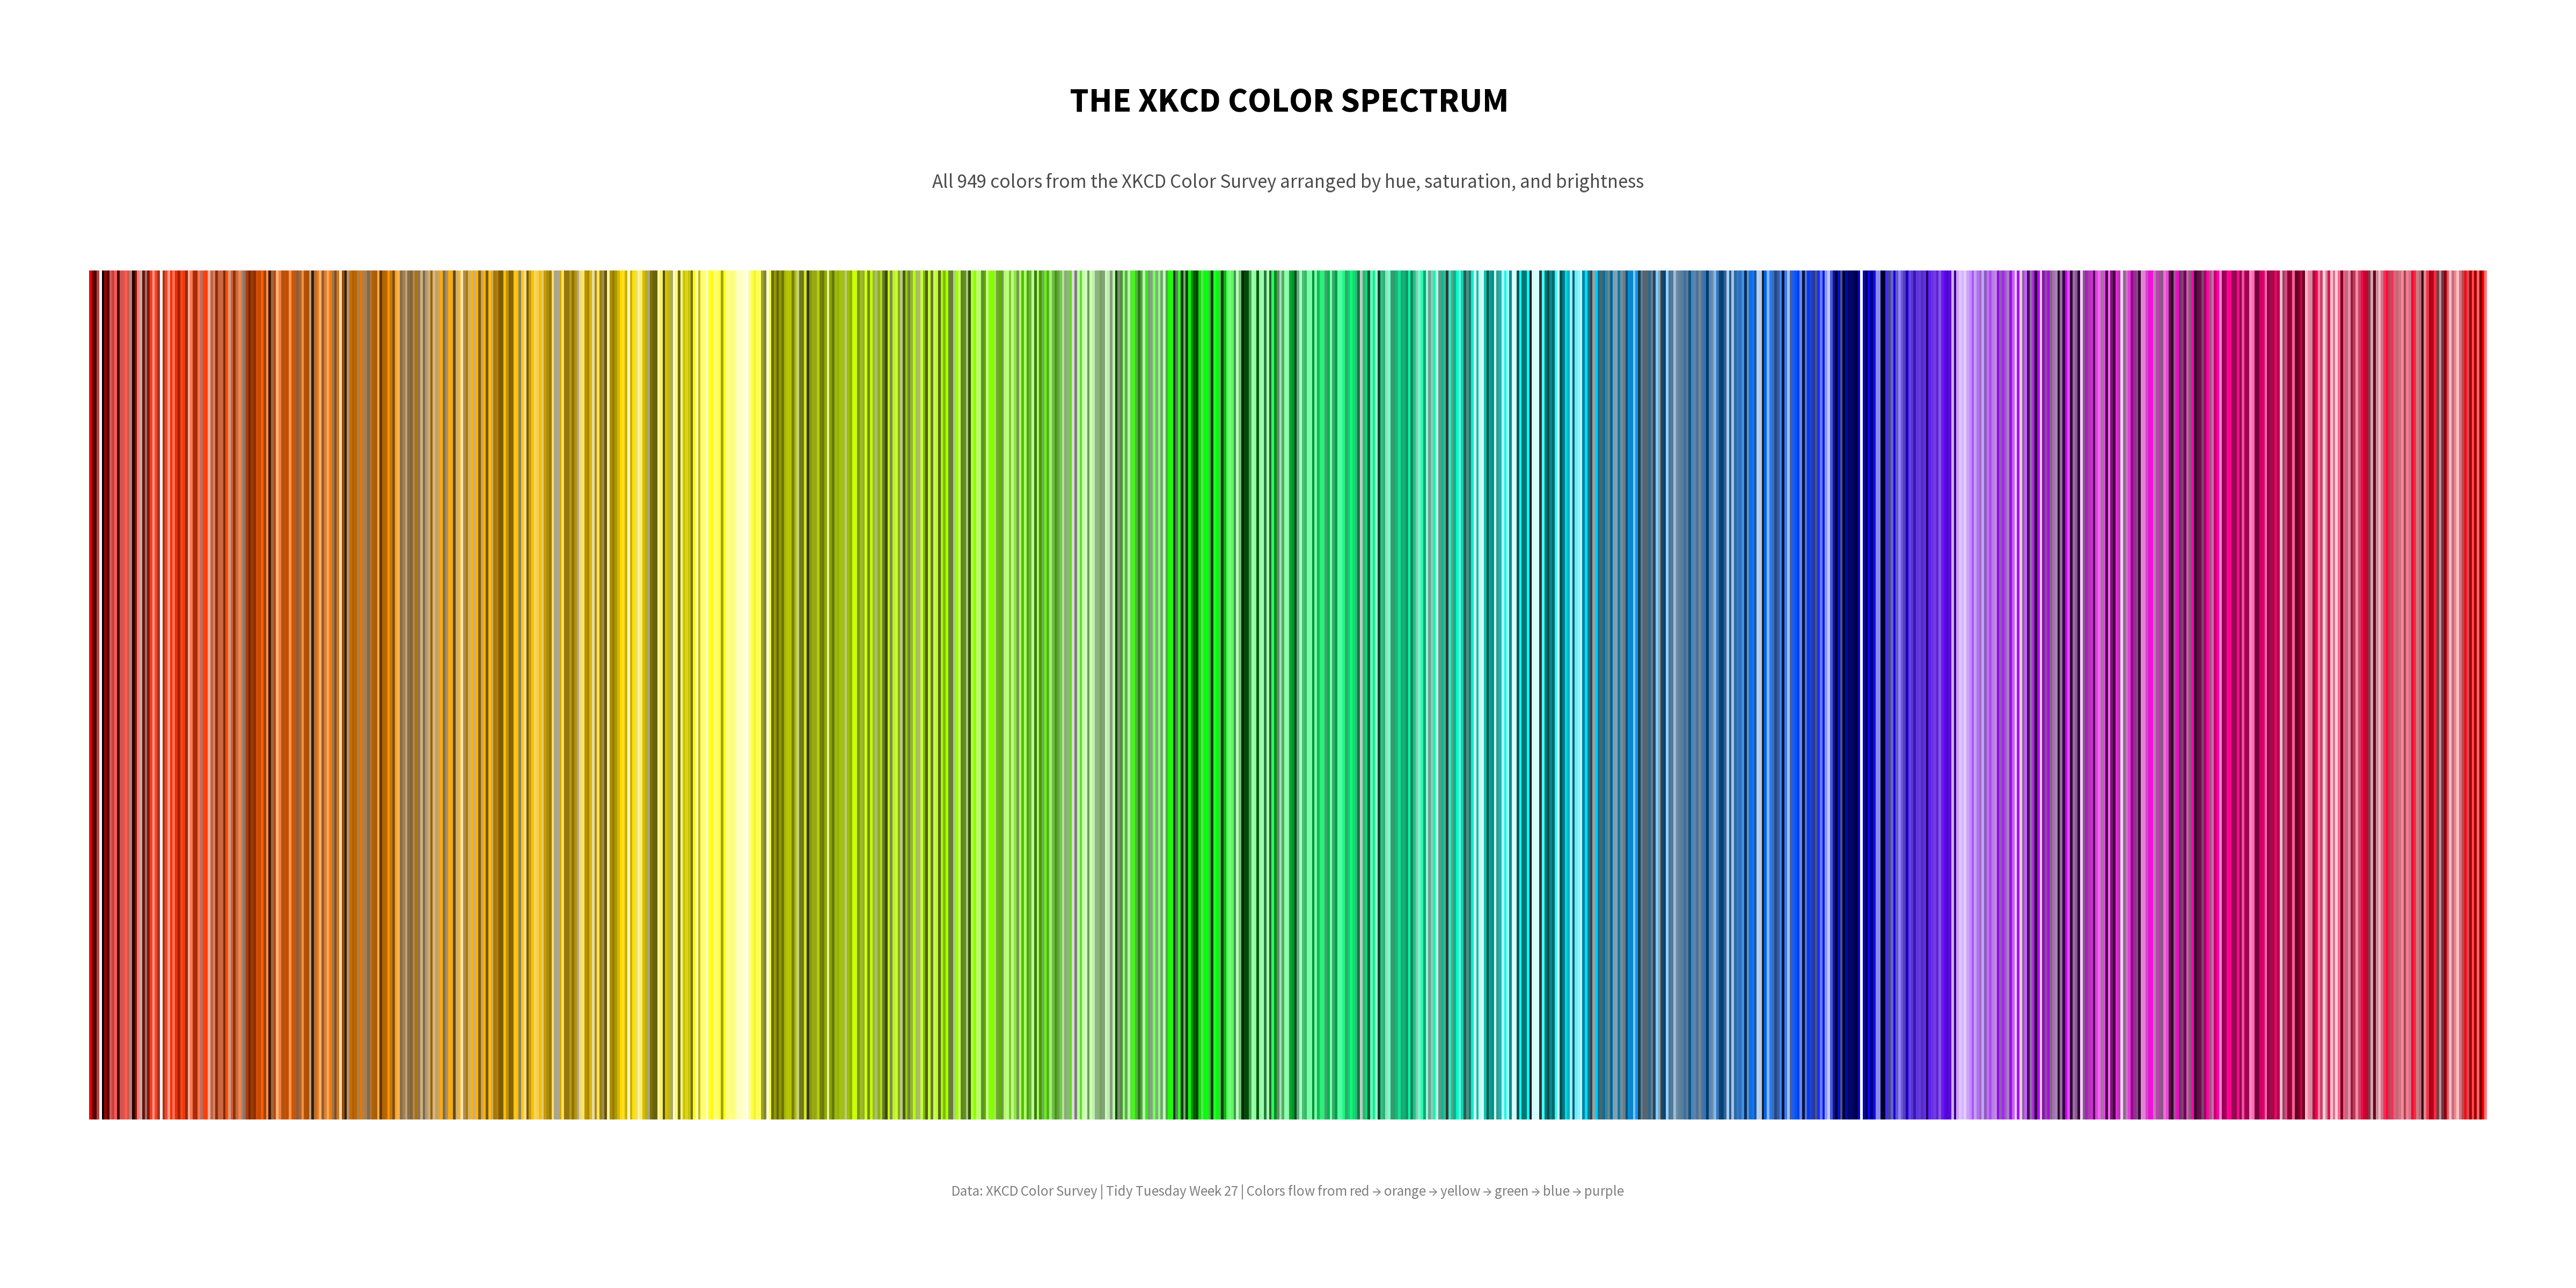 THE XKCD COLOR SPECTRUM
All 949 colors from the XKCD Color Survey arranged by hue, saturation, and brightness
Data: XKCD Color Survey | Tidy Tuesday Week 27 | Colors flow from red → orange → yellow → green → blue → purple